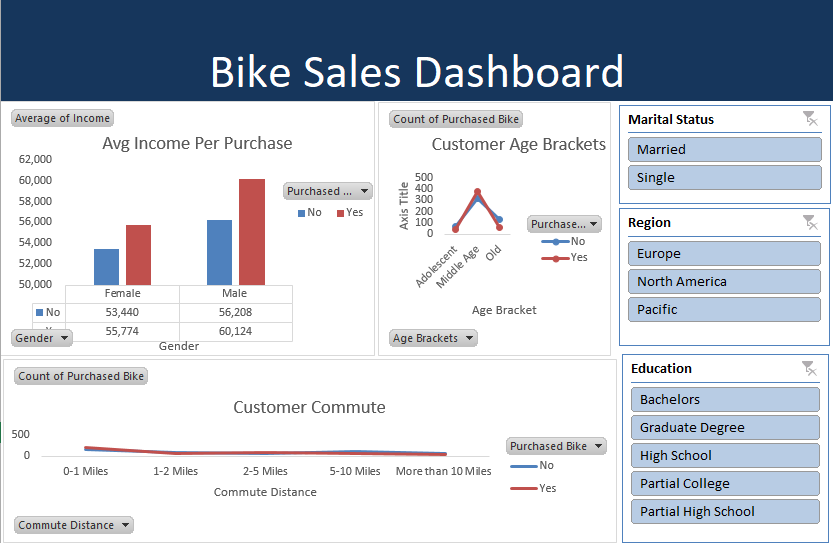 Bike Sales Dashboard
Average of Income
Avg Income Per Purchase
62,000
60,000
58,000
56,000
54,000
52,000
50,000
Purchased ...
No Yes
Female Male
No 53,440 56,208
55,774 60,124
Gender
Gender
Count of Purchased Bike
Customer Age Brackets
Axis Title
500
400
300
200
100
0
Adolescent
Middle Age
Old
Age Bracket
Purchase...
No
Yes
Age Brackets
Marital Status
Married
Single
Region
Europe
North America
Pacific
Count of Purchased Bike
Customer Commute
500
0
0-1 Miles 1-2 Miles 2-5 Miles 5-10 Miles More than 10 Miles
Commute Distance
Purchased Bike
No
Yes
Commute Distance
Education
Bachelors
Graduate Degree
High School
Partial College
Partial High School